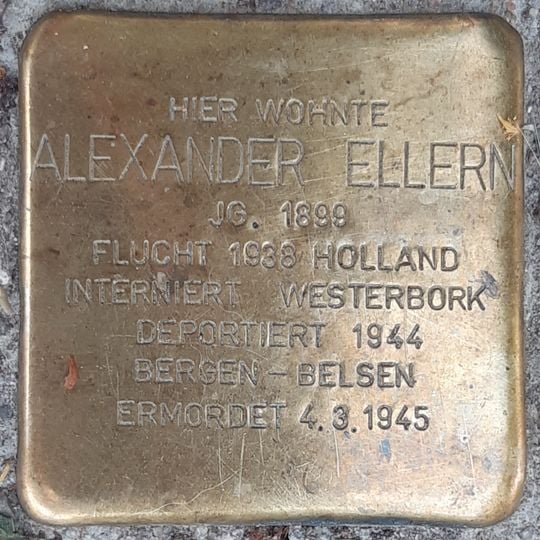 HIER WOHNTE
ALEXANDER ELLERN
JG. 1899
FLUCHT 1938 HOLLAND
INTERNIERT WESTERBORK
DEPORTIERT 1944
BERGEN-BELSEN
ERMORDET 4.3.1945